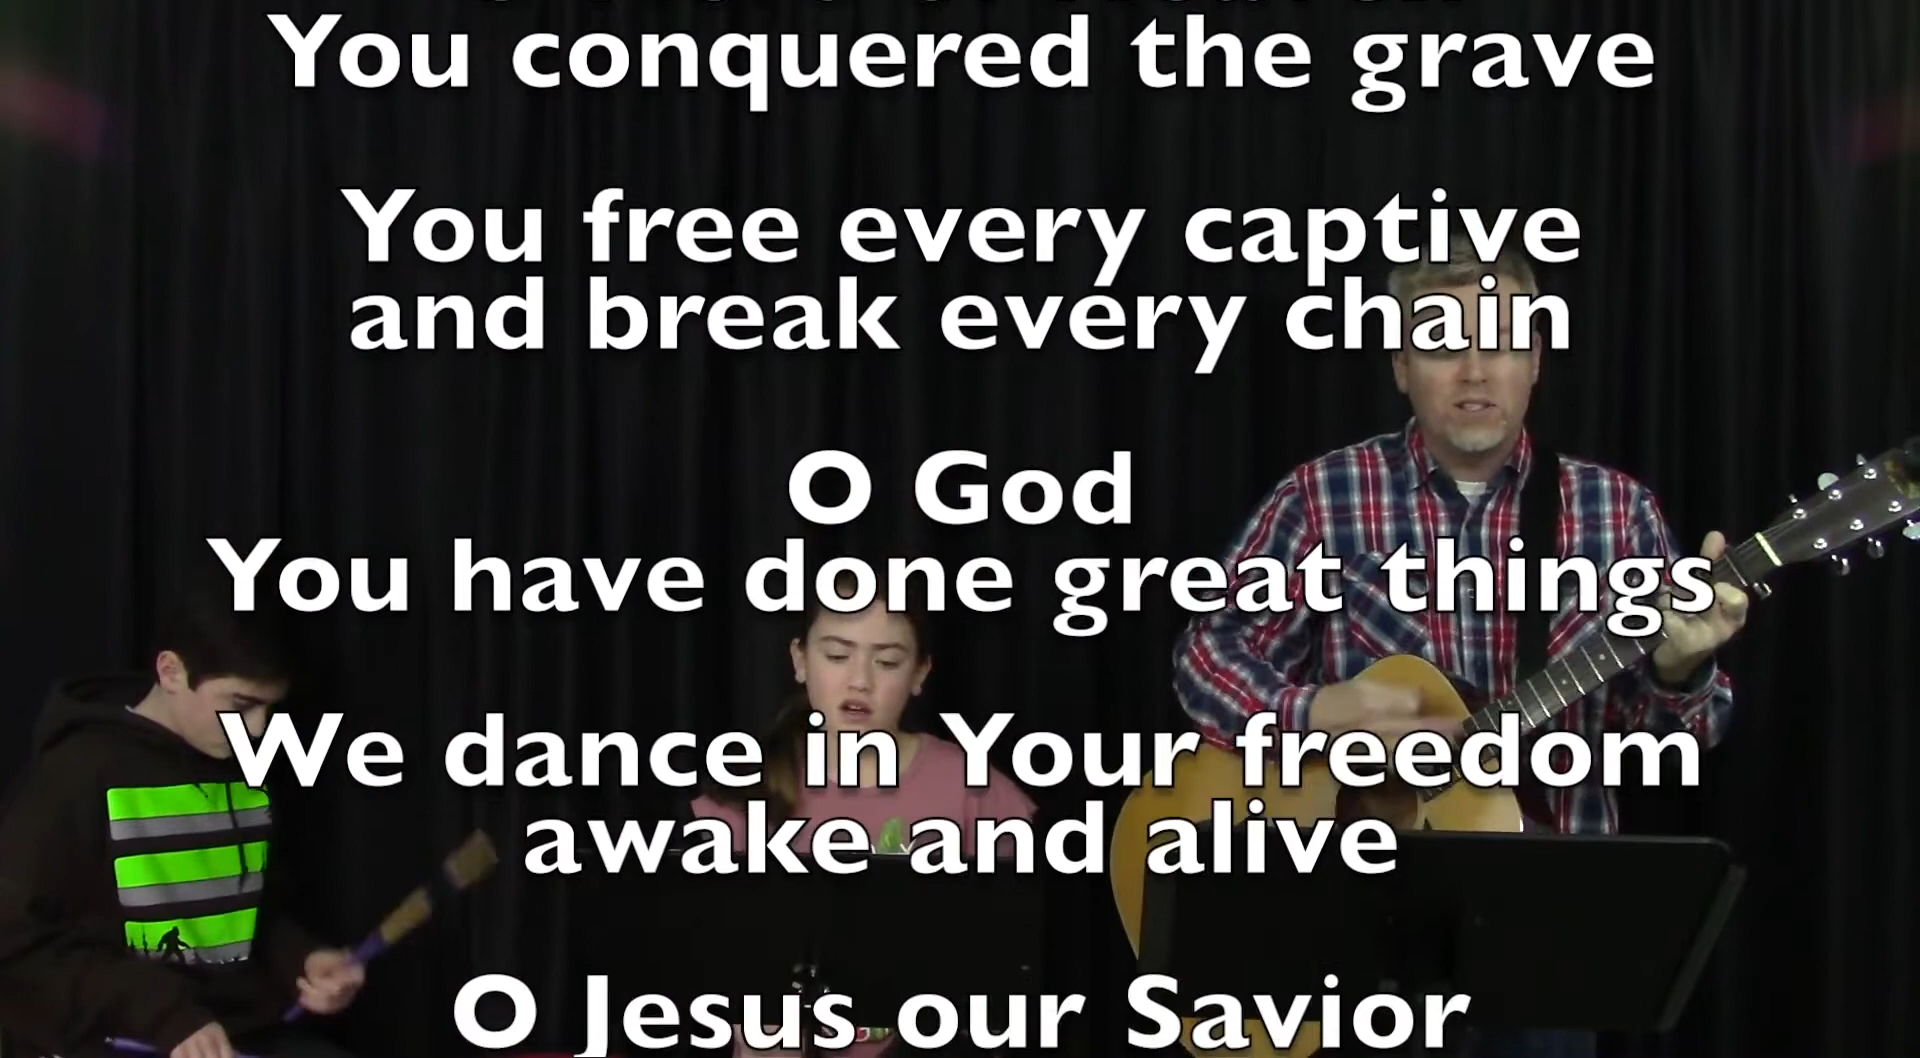 You conquered the grave
You free every captive
and break every chain
O God
You have done great things
We dance in Your freedom
awake and alive
O Jesus our Savior